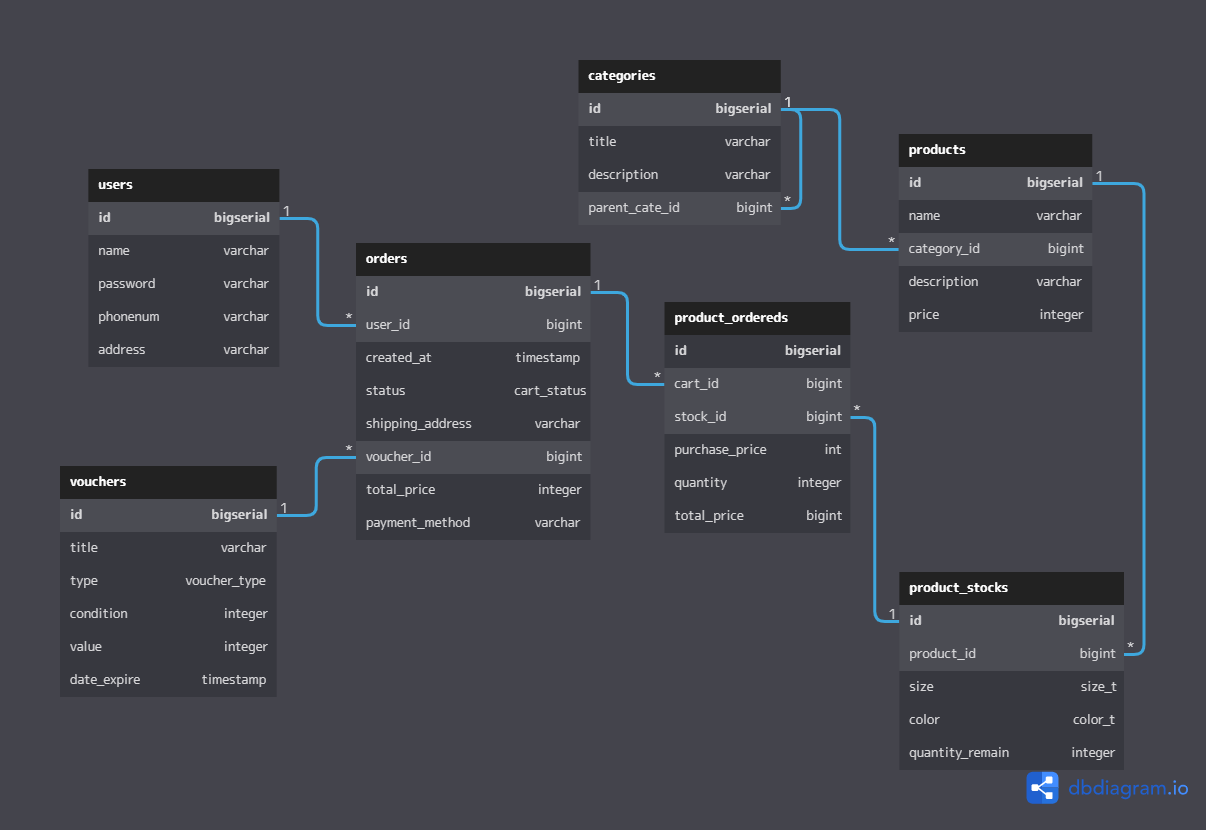 categories
id bigserial
title varchar
description varchar
parent_cate_id bigint
1
*
products
id bigserial
name varchar
category_id bigint
description varchar
price integer
1
*
users
id bigserial
name varchar
password varchar
phonenum varchar
address varchar
1
orders
id bigserial
user_id bigint
created_at timestamp
status cart_status
shipping_address varchar
voucher_id bigint
total_price integer
payment_method varchar
*
*
1
product_ordereds
id bigserial
cart_id bigint
stock_id bigint
purchase_price int
quantity integer
total_price bigint
*
*
vouchers
id bigserial
title varchar
type voucher_type
condition integer
value integer
date_expire timestamp
1
product_stocks
id bigserial
product_id bigint
size size_t
color color_t
quantity_remain integer
1
*
dbdiagram.io